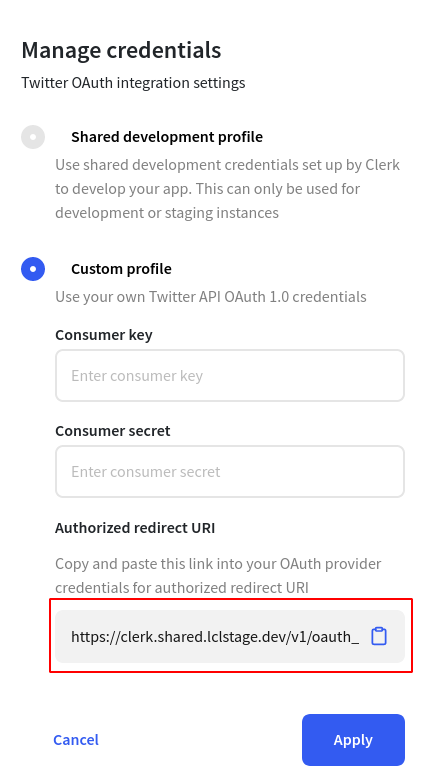 Manage credentials
Twitter OAuth integration settings
Shared development profile
Use shared development credentials set up by Clerk
to develop your app. This can only be used for
development or staging instances
Custom profile
Use your own Twitter API OAuth 1.0 credentials
Consumer key
Enter consumer key
Consumer secret
Enter consumer secret
Authorized redirect URI
Copy and paste this link into your OAuth provider
credentials for authorized redirect URI
https://clerk.shared.lclstage.dev/v1/oauth_
Cancel
Apply